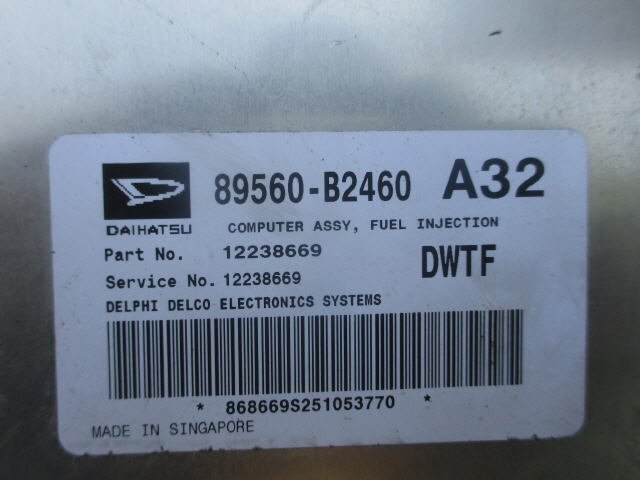 89560-B2460 A32
DAIHATSU COMPUTER ASSY, FUEL INJECTION
Part No. 12238669 DWTF
Service No. 12238669
DELPHI DELCO ELECTRONICS SYSTEMS
* 868669S251053770 *
MADE IN SINGAPORE